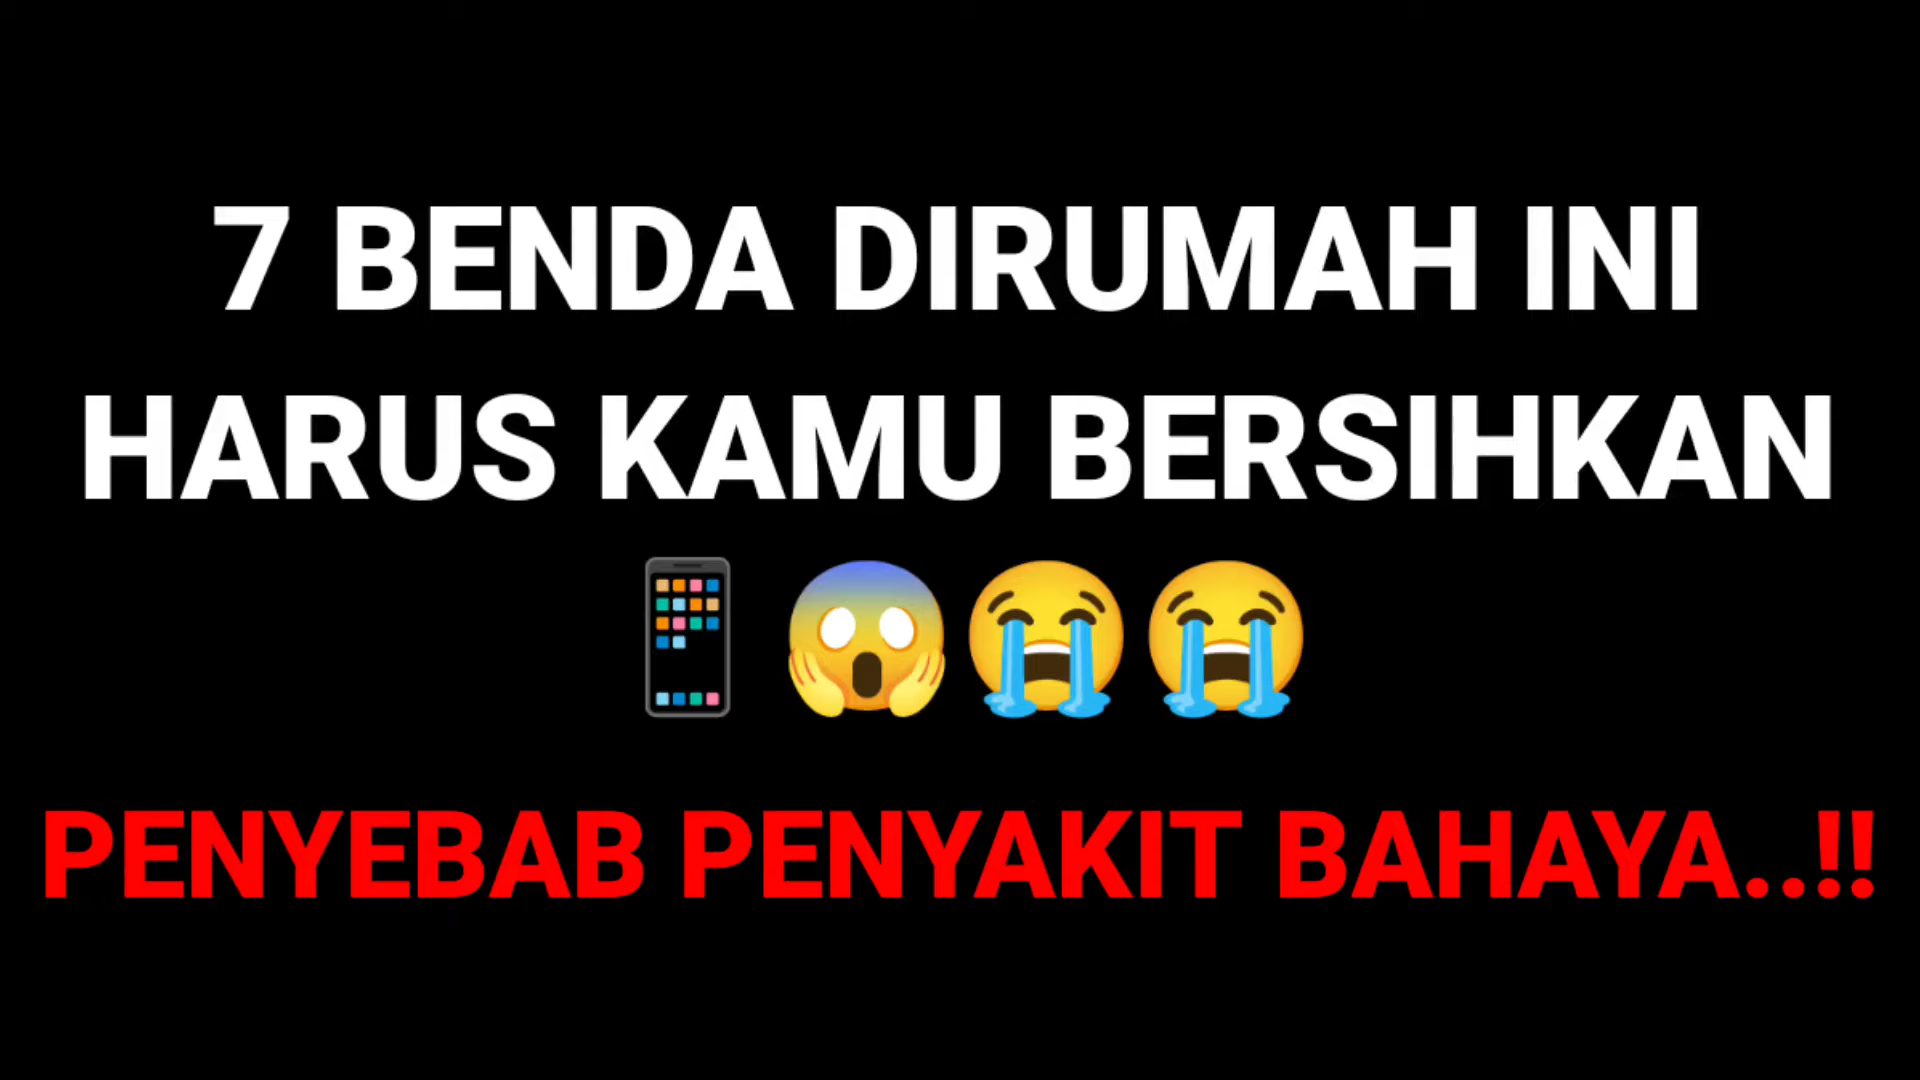 7 BENDA DIRUMAH INI
HARUS KAMU BERSIHKAN
📱😱😭😭
PENYEBAB PENYAKIT BAHAYA..!!